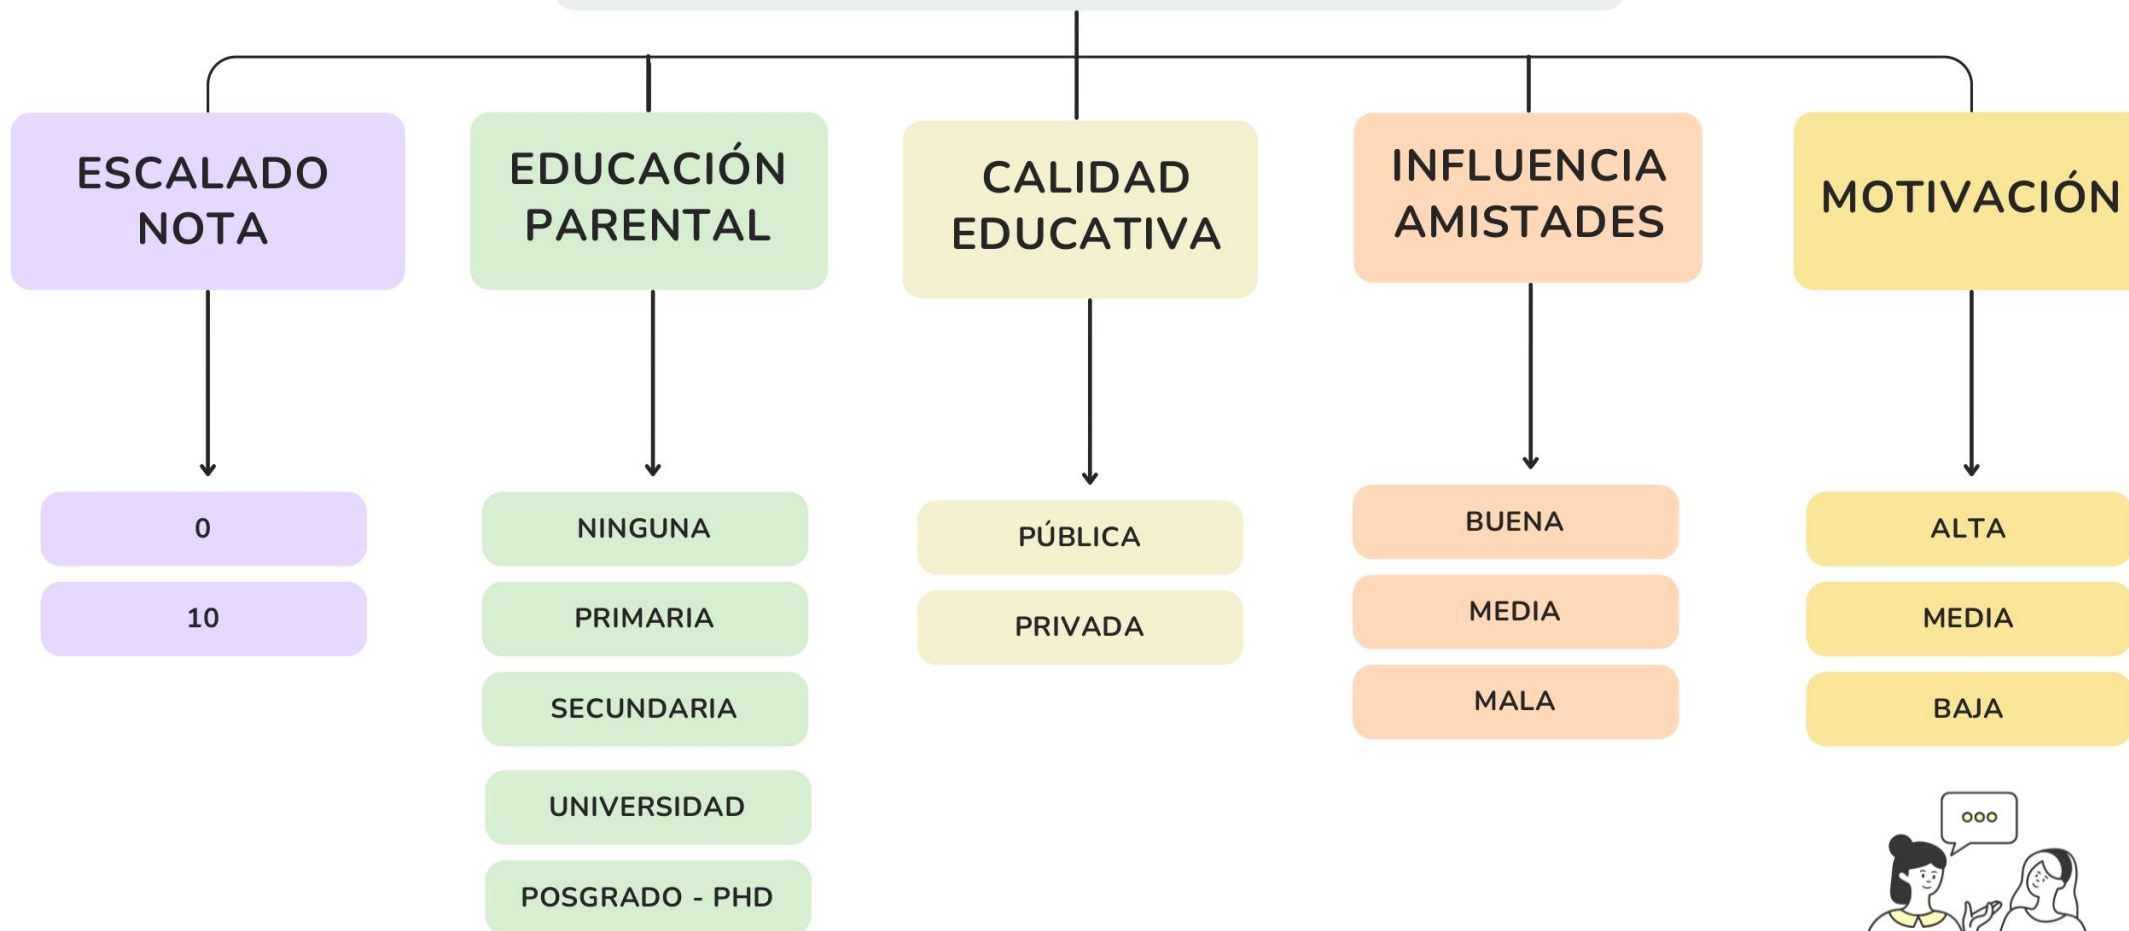 ESCALADO
NOTA
0
10
EDUCACIÓN
PARENTAL
NINGUNA
PRIMARIA
SECUNDARIA
UNIVERSIDAD
POSGRADO - PHD
CALIDAD
EDUCATIVA
PÚBLICA
PRIVADA
INFLUENCIA
AMISTADES
BUENA
MEDIA
MALA
MOTIVACIÓN
ALTA
MEDIA
BAJA